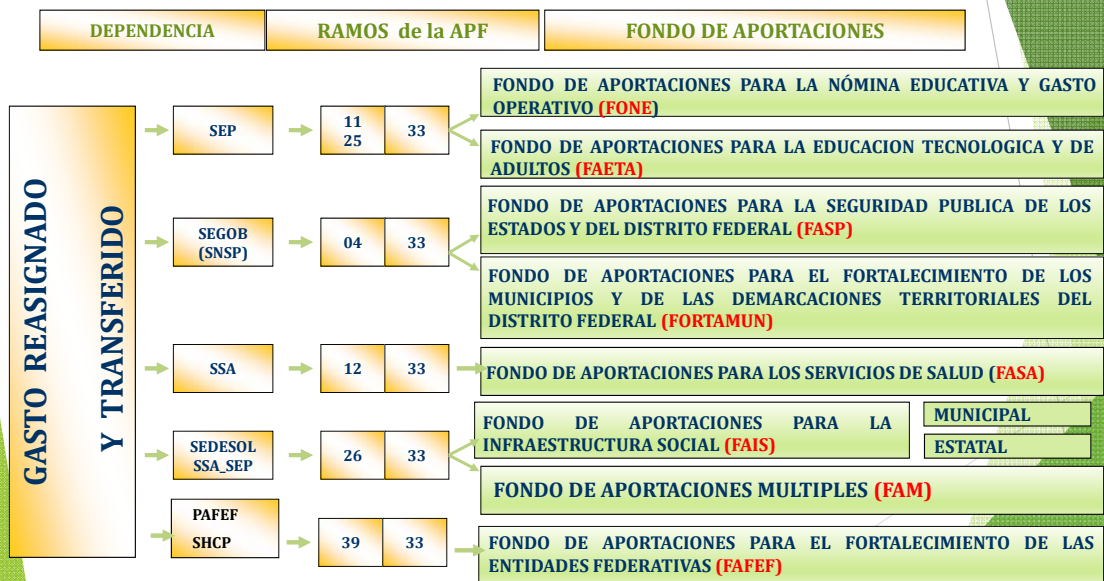 DEPENDENCIA
RAMOS de la APF
FONDO DE APORTACIONES
GASTO REASIGNADO
Y TRANSFERIDO
SEP
11
25
33
FONDO DE APORTACIONES PARA LA NÓMINA EDUCATIVA Y GASTO
OPERATIVO (FONE)
FONDO DE APORTACIONES PARA LA EDUCACION TECNOLOGICA Y DE
ADULTOS (FAETA)
SEGOB
(SNSP)
04
33
FONDO DE APORTACIONES PARA LA SEGURIDAD PUBLICA DE LOS
ESTADOS Y DEL DISTRITO FEDERAL (FASP)
FONDO DE APORTACIONES PARA EL FORTALECIMIENTO DE LOS
MUNICIPIOS Y DE LAS DEMARCACIONES TERRITORIALES DEL
DISTRITO FEDERAL (FORTAMUN)
SSA
12
33
FONDO DE APORTACIONES PARA LOS SERVICIOS DE SALUD (FASA)
SEDESOL
SSA_SEP
26
33
FONDO DE APORTACIONES PARA LA
INFRAESTRUCTURA SOCIAL (FAIS)
MUNICIPAL
ESTATAL
FONDO DE APORTACIONES MULTIPLES (FAM)
PAFEF
SHCP
39
33
FONDO DE APORTACIONES PARA EL FORTALECIMIENTO DE LAS
ENTIDADES FEDERATIVAS (FAFEF)